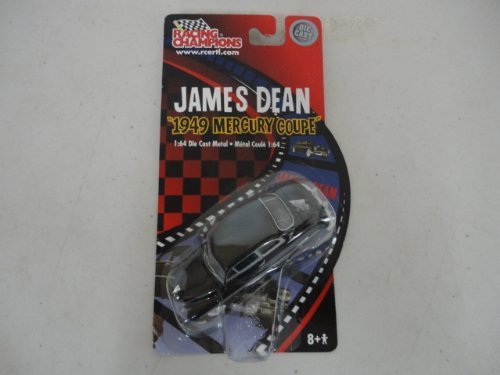 RACING
CHAMPIONS
www.rcertl.com
DIE
CAST
JAMES DEAN
"1949 MERCURY COUPE"
1:64 Die Cast Metal • Métal Coulé 1:64
8+